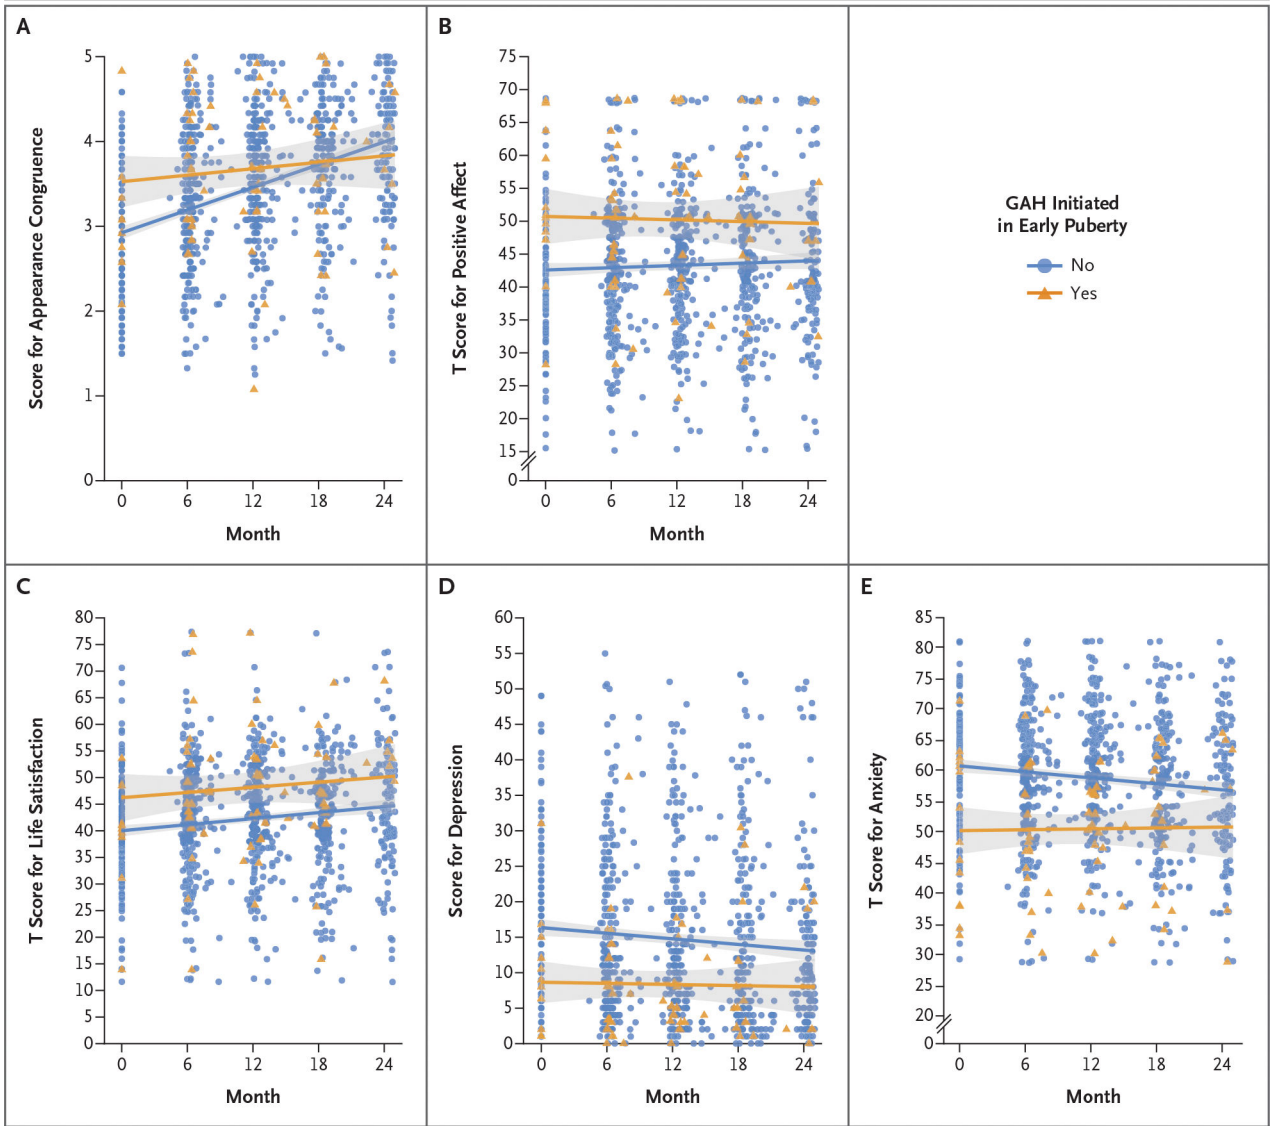 A
Score for Appearance Congruence
5
4
3
2
1
0
0 6 12 18 24
Month
B
T Score for Positive Affect
75
70
65
60
55
50
45
40
35
30
25
20
15
0
0 6 12 18 24
Month
GAH Initiated
in Early Puberty
No
Yes
C
T Score for Life Satisfaction
80
75
70
65
60
55
50
45
40
35
30
25
20
15
10
5
0
0 6 12 18 24
Month
D
Score for Depression
60
55
50
45
40
35
30
25
20
15
10
5
0
0 6 12 18 24
Month
E
T Score for Anxiety
85
80
75
70
65
60
55
50
45
40
35
30
25
20
0
0 6 12 18 24
Month